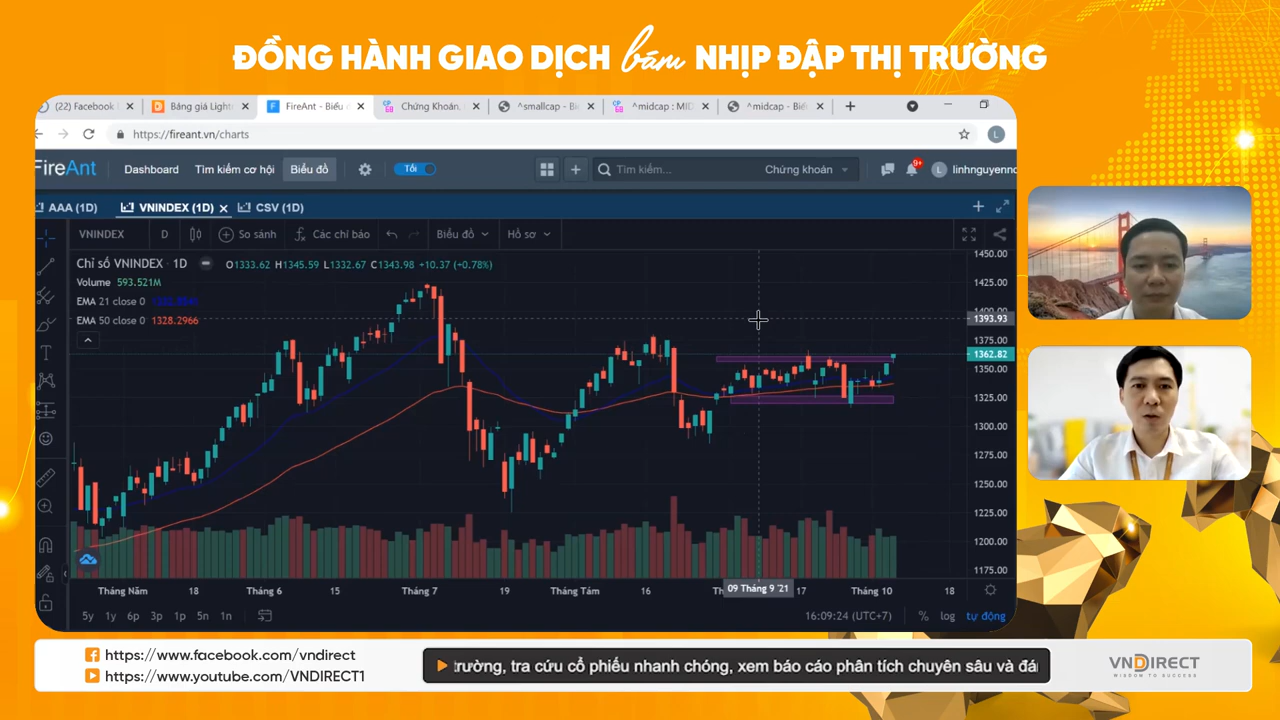 ĐỒNG HÀNH GIAO DỊCH bám NHỊP ĐẬP THỊ TRƯỜNG
(22) Facebook
Bảng giá Light
FireAnt - Biểu
Chứng Khoán.
^smallcap - Bi
^midcap : MID
^midcap - Biể
https://fireant.vn/charts
L
FireAnt
Dashboard
Tìm kiếm cơ hội
Biểu đồ
Tối
Tìm kiếm...
Chứng khoán
9+
L
linhnguyennd
AAA (1D)
VNINDEX (1D)
CSV (1D)
VNINDEX
D
So sánh
Các chỉ báo
Biểu đồ
Hồ sơ
Chỉ số VNINDEX · 1D
O1333.62 H1345.59 L1332.67 C1343.98 +10.37 (+0.78%)
Volume 593.521M
EMA 21 close 0
EMA 50 close 0 1328.2966
1450.00
1425.00
1400.00
1393.93
1375.00
1362.82
1350.00
1325.00
1300.00
1275.00
1250.00
1225.00
1200.00
1175.00
Tháng Năm
18
Tháng 6
15
Tháng 7
19
Tháng Tám
16
09 Tháng 9 '21
17
Tháng 10
18
5y 1y 6p 3p 1p 5n 1n
16:09:24 (UTC+7)
% log tự động
https://www.facebook.com/vndirect
https://www.youtube.com/VNDIRECT1
trường, tra cứu cổ phiếu nhanh chóng, xem báo cáo phân tích chuyên sâu và đá
VNDIRECT
WISDOM TO SUCCESS